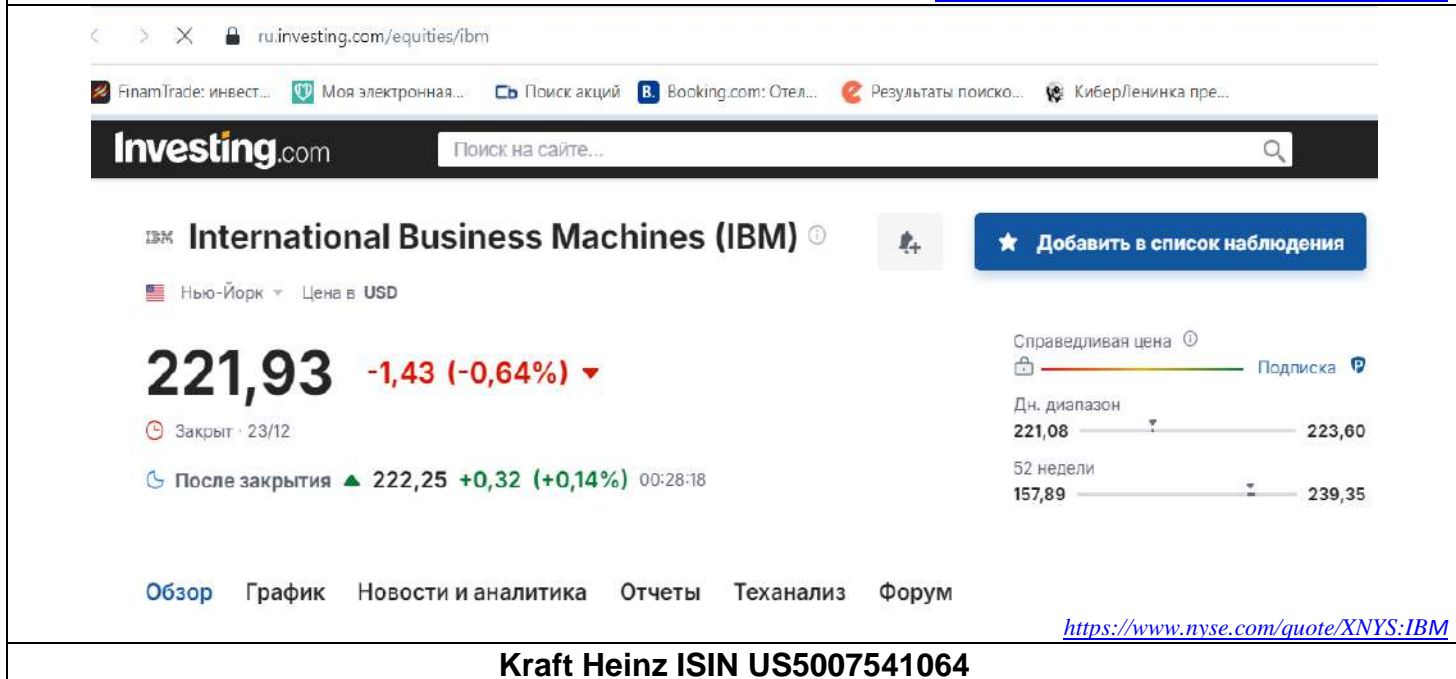 ru.investing.com/equities/ibm
FinamTrade: инвест... Моя электронная... Поиск акций B. Booking.com: Отел... Результаты поиско... КиберЛенинка пре...
Investing.com Поиск на сайте...
IBM International Business Machines (IBM) Добавить в список наблюдения
Нью-Йорк Цена в USD
221,93 -1,43 (-0,64%)
Закрыт · 23/12
После закрытия 222,25 +0,32 (+0,14%) 00:28:18
Справедливая цена
Подписка P
Дн. диапазон
221,08 223,60
52 недели
157,89 239,35
Обзор График Новости и аналитика Отчеты Теханализ Форум
https://www.nyse.com/quote/XNYS:IBM
Kraft Heinz ISIN US5007541064